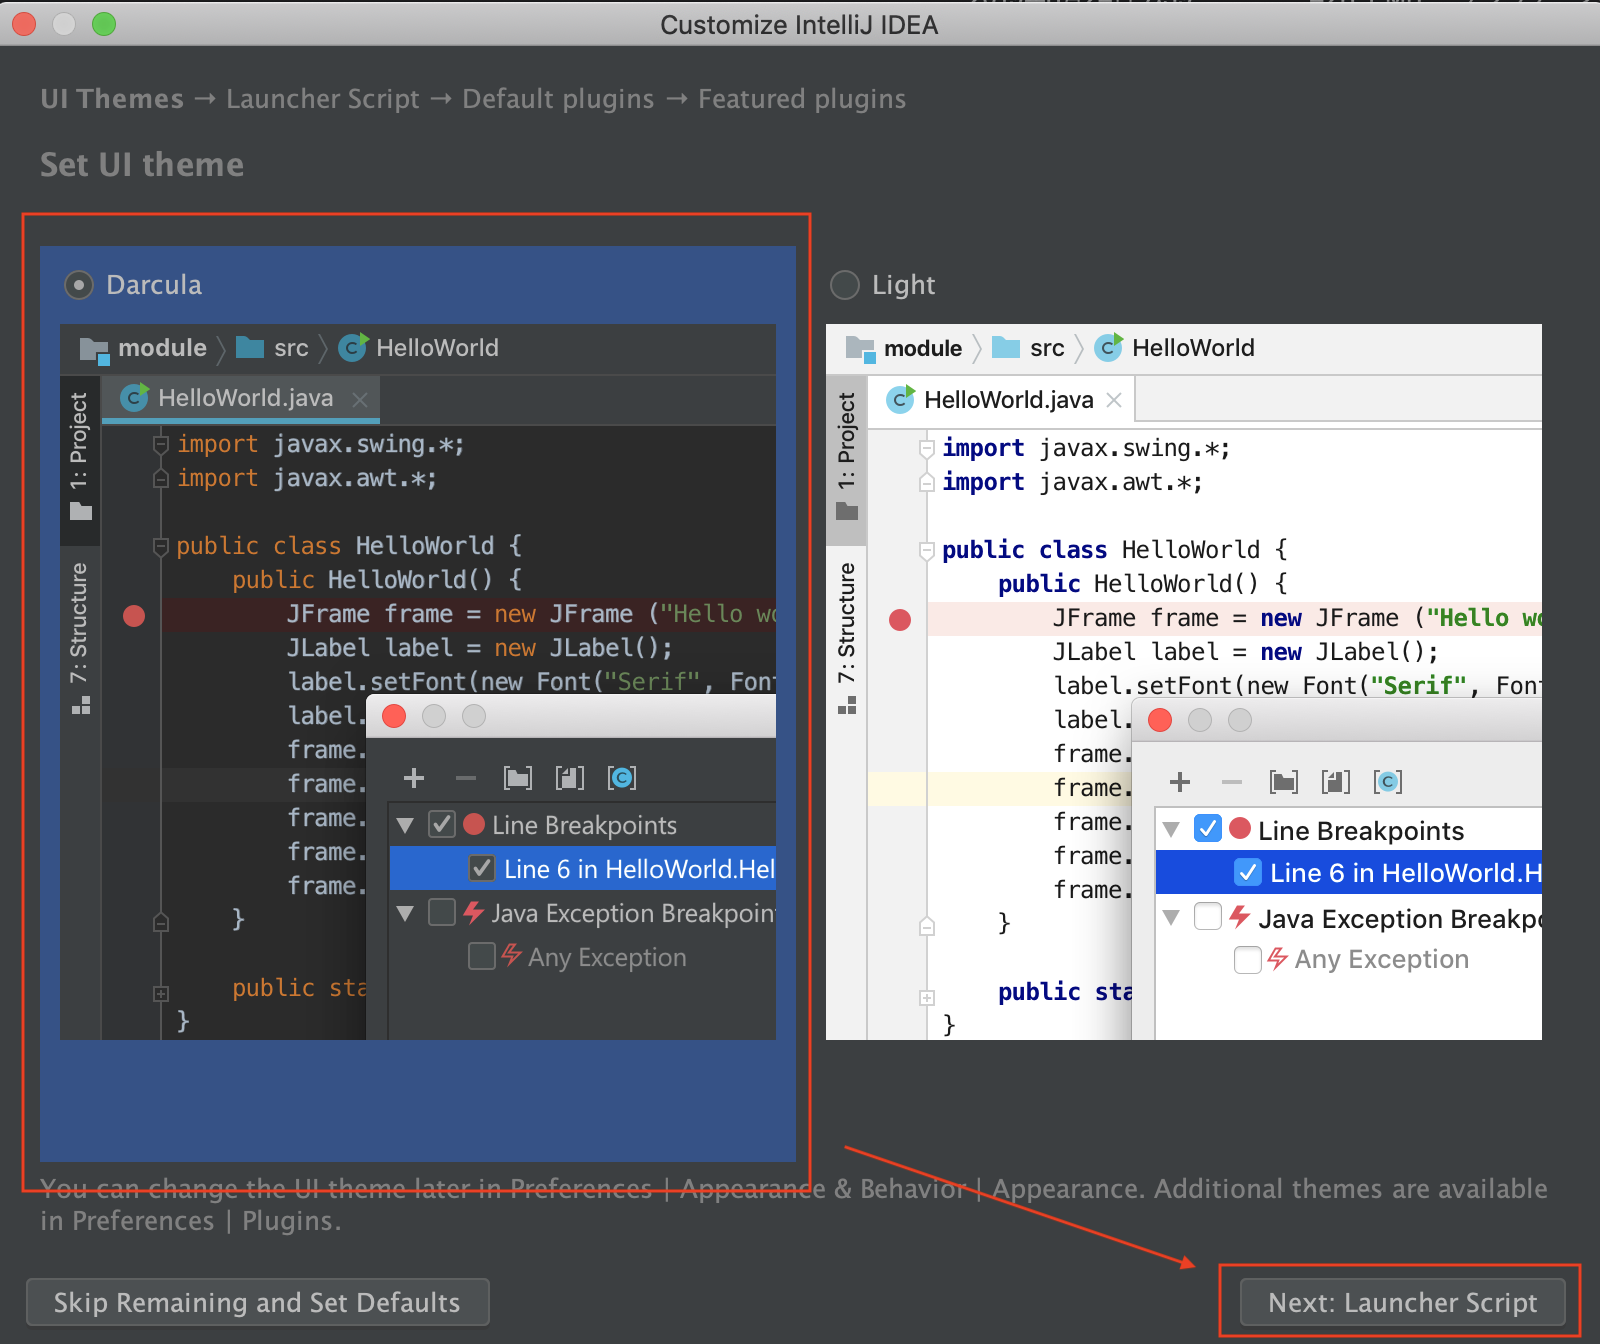 Customize IntelliJ IDEA
UI Themes → Launcher Script → Default plugins → Featured plugins
Set UI theme
Darcula
module
src
HelloWorld
HelloWorld.java
1: Project
7: Structure
import javax.swing.*;
import javax.awt.*;
public class HelloWorld {
public HelloWorld() {
JFrame frame = new JFrame ("Hello wo
JLabel label = new JLabel();
label.setFont(new Font("Serif", Font
label.
frame.
frame.
frame.
frame.
frame.
}
public sta
}
Line Breakpoints
Line 6 in HelloWorld.Hel
Java Exception Breakpoin
Any Exception
Light
module
src
HelloWorld
HelloWorld.java
1: Project
7: Structure
import javax.swing.*;
import javax.awt.*;
public class HelloWorld {
public HelloWorld() {
JFrame frame = new JFrame ("Hello wo
JLabel label = new JLabel();
label.setFont(new Font("Serif", Font
label.
frame.
frame.
frame.
frame.
frame.
}
public sta
}
Line Breakpoints
Line 6 in HelloWorld.H
Java Exception Breakpo
Any Exception
You can change the UI theme later in Preferences | Appearance & Behavior | Appearance. Additional themes are available
in Preferences | Plugins.
Skip Remaining and Set Defaults
Next: Launcher Script